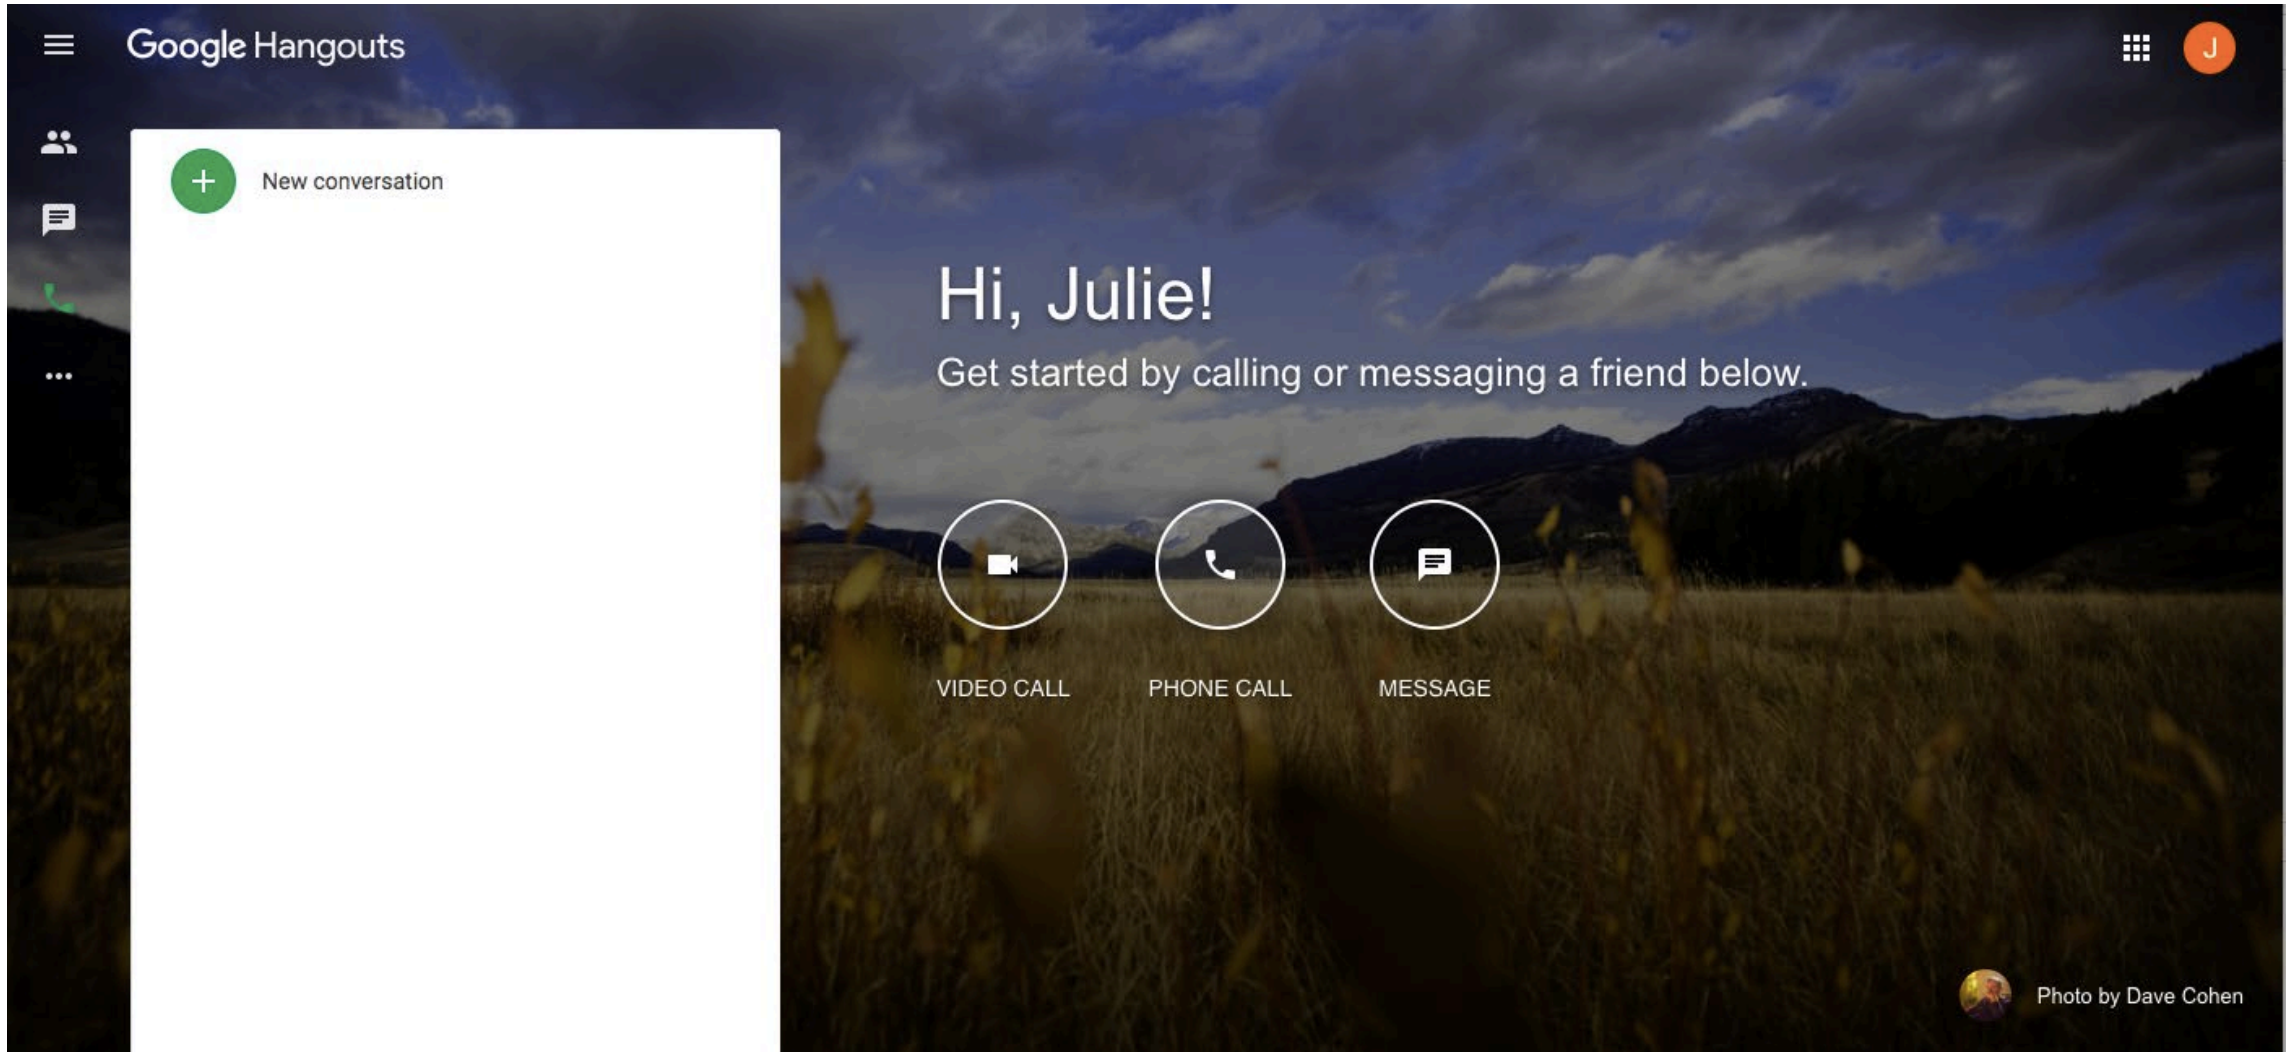 Google Hangouts
J
New conversation
Hi, Julie!
Get started by calling or messaging a friend below.
VIDEO CALL
PHONE CALL
MESSAGE
Photo by Dave Cohen